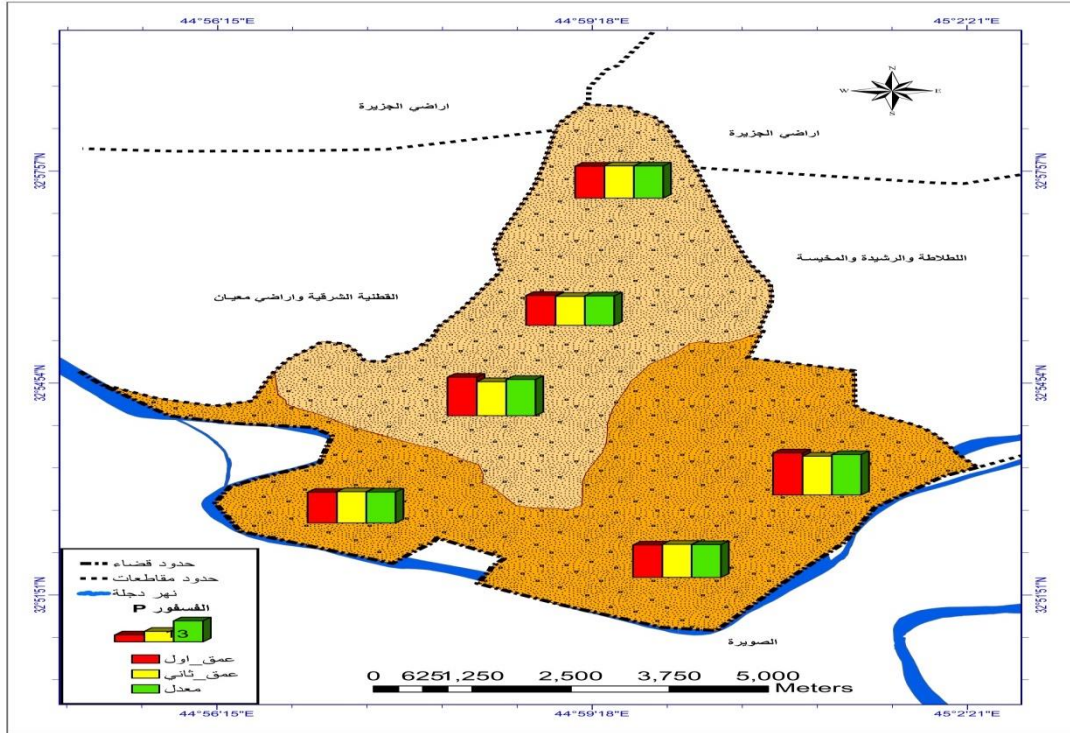 44°56'15"E 44°59'18"E 45°2'21"E
N
W E
S
اراضي الجزيرة
اراضي الجزيرة
32°57'57"N 32°57'57"N
اللطلاطة والرشيدة والمخيسة
القطنية الشرقية واراضي معيان
32°54'54"N 32°54'54"N
حدود قضاء
حدود مقاطعات
نهر دجلة
الفسفور P
13
عمق_اول
عمق_ثاني
معدل
32°51'51"N 32°51'51"N
الصويرة
0 625 1,250 2,500 3,750 5,000
Meters
44°56'15"E 44°59'18"E 45°2'21"E